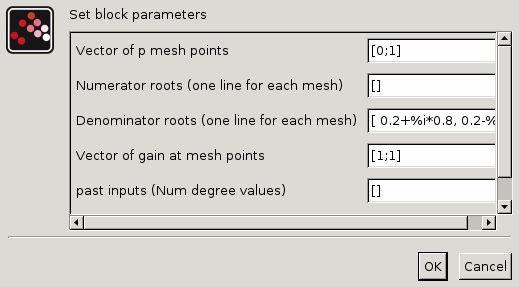 Set block parameters
Vector of p mesh points [0;1]
Numerator roots (one line for each mesh) []
Denominator roots (one line for each mesh) [ 0.2+%i*0.8, 0.2-%
Vector of gain at mesh points [1;1]
past inputs (Num degree values) []
OK Cancel